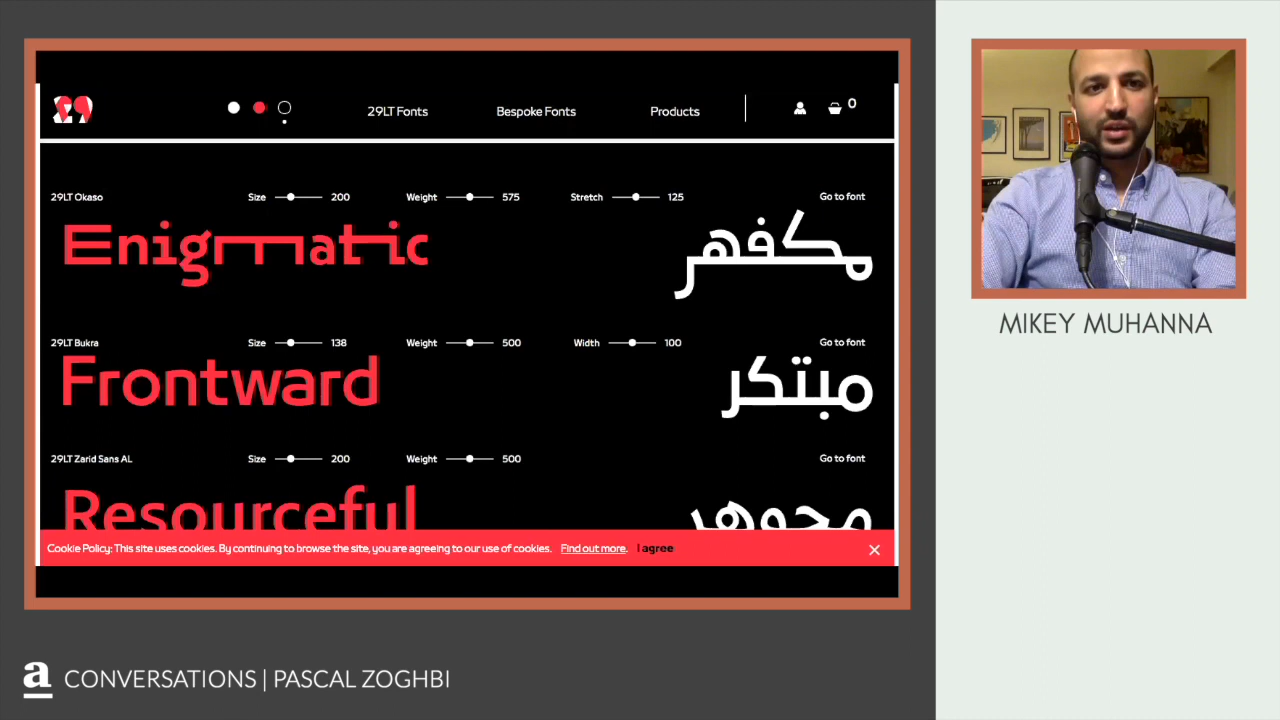 29
29LT Fonts
Bespoke Fonts
Products
0
29LT Okaso
Size 200
Weight 575
Stretch 125
Go to font
Enigmatic
مكفهر
29LT Bukra
Size 138
Weight 500
Width 100
Go to font
Frontward
مبتكر
29LT Zarid Sans AL
Size 200
Weight 500
Go to font
Resourceful
مجوهر
Cookie Policy: This site uses cookies. By continuing to browse the site, you are agreeing to our use of cookies. Find out more. I agree
MIKEY MUHANNA
a CONVERSATIONS | PASCAL ZOGHBI